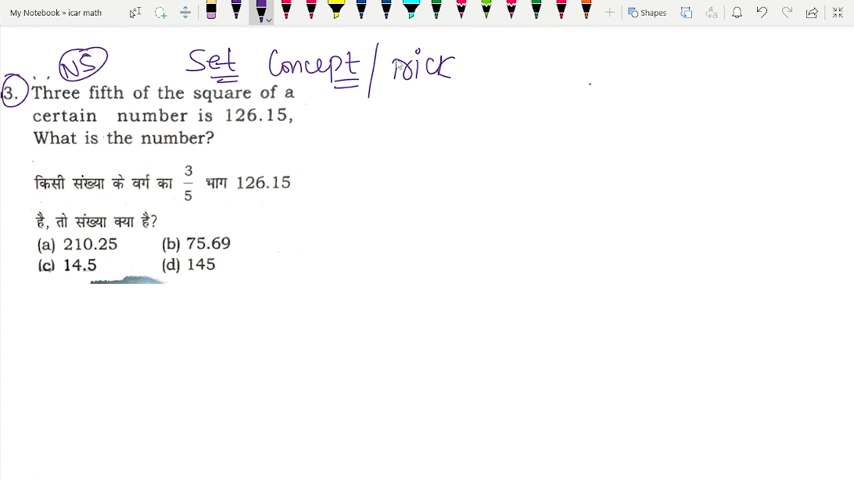 My Notebook » icar math
Shapes
NS
Set Concept / trick
3. Three fifth of the square of a
certain number is 126.15,
What is the number?
किसी संख्या के वर्ग का 3/5 भाग 126.15
है, तो संख्या क्या है?
(a) 210.25 (b) 75.69
(c) 14.5 (d) 145